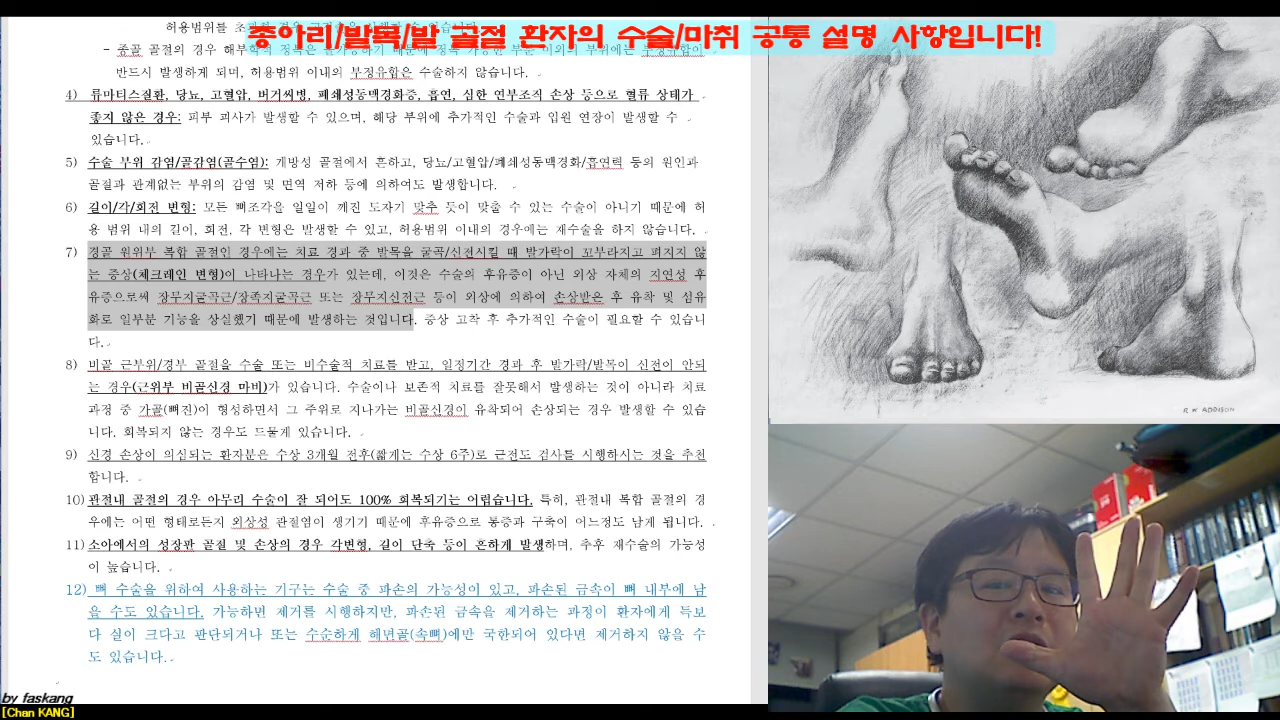 종아리/발목/발 골절 환자의 수술/마취 공통 설명 사항입니다!
허용범위를 초
- 종골 골절의 경우 해부
반드시 발생하게 되며, 허용범위 이내의 부정유합은 수술하지 않습니다.
4) 류마티스질환, 당뇨, 고혈압, 버거씨병, 폐쇄성동맥경화증, 흡연, 심한 연부조직 손상 등으로 혈류 상태가
좋지 않은 경우: 피부 괴사가 발생할 수 있으며, 해당 부위에 추가적인 수술과 입원 연장이 발생할 수
있습니다.
5) 수술 부위 감염/골감염(골수염): 개방성 골절에서 흔하고, 당뇨/고혈압/폐쇄성동맥경화/흡연력 등의 원인과
골절과 관계없는 부위의 감염 및 면역 저하 등에 의하여도 발생합니다.
6) 길이/각/회전 변형: 모든 뼈조각을 일일이 깨진 도자기 맞추 듯이 맞출 수 있는 수술이 아니기 때문에 허
용 범위 내의 길이, 회전, 각 변형은 발생할 수 있고, 허용범위 이내의 경우에는 재수술을 하지 않습니다.
7) 경골 원위부 복합 골절인 경우에는 치료 경과 중 발목을 굴곡/신전시킬 때 발가락이 꼬부라지고 펴지지 않
는 증상(체크레인 변형)이 나타나는 경우가 있는데, 이것은 수술의 후유증이 아닌 외상 자체의 지연성 후
유증으로써 장무지굴곡근/장족지굴곡근 또는 장무지신전근 등이 외상에 의하여 손상받은 후 유착 및 섬유
화로 일부분 기능을 상실했기 때문에 발생하는 것입니다. 증상 고착 후 추가적인 수술이 필요할 수 있습니
다.
8) 비골 근부위/경부 골절을 수술 또는 비수술적 치료를 받고, 일정기간 경과 후 발가락/발목이 신전이 안되
는 경우(근위부 비골신경 마비)가 있습니다. 수술이나 보존적 치료를 잘못해서 발생하는 것이 아니라 치료
과정 중 가골(뼈진)이 형성하면서 그 주위로 지나가는 비골신경이 유착되어 손상되는 경우 발생할 수 있습
니다. 회복되지 않는 경우도 드물게 있습니다.
9) 신경 손상이 의심되는 환자분은 수상 3개월 전후(짧게는 수상 6주)로 근전도 검사를 시행하시는 것을 추천
합니다.
10) 관절내 골절의 경우 아무리 수술이 잘 되어도 100% 회복되기는 어렵습니다. 특히, 관절내 복합 골절의 경
우에는 어떤 형태로든지 외상성 관절염이 생기기 때문에 후유증으로 통증과 구축이 어느정도 남게 됩니다.
11) 소아에서의 성장판 골절 및 손상의 경우 각변형, 길이 단축 등이 흔하게 발생하며, 추후 재수술의 가능성
이 높습니다.
12) 뼈 수술을 위하여 사용하는 기구는 수술 중 파손의 가능성이 있고, 파손된 금속이 뼈 내부에 남
을 수도 있습니다. 가능하면 제거를 시행하지만, 파손된 금속을 제거하는 과정이 환자에게 득보
다 실이 크다고 판단되거나 또는 수순하게 해면골(속뼈)에만 국한되어 있다면 제거하지 않을 수
도 있습니다.
R W ADDISON
by faskang
[Chan KANG]